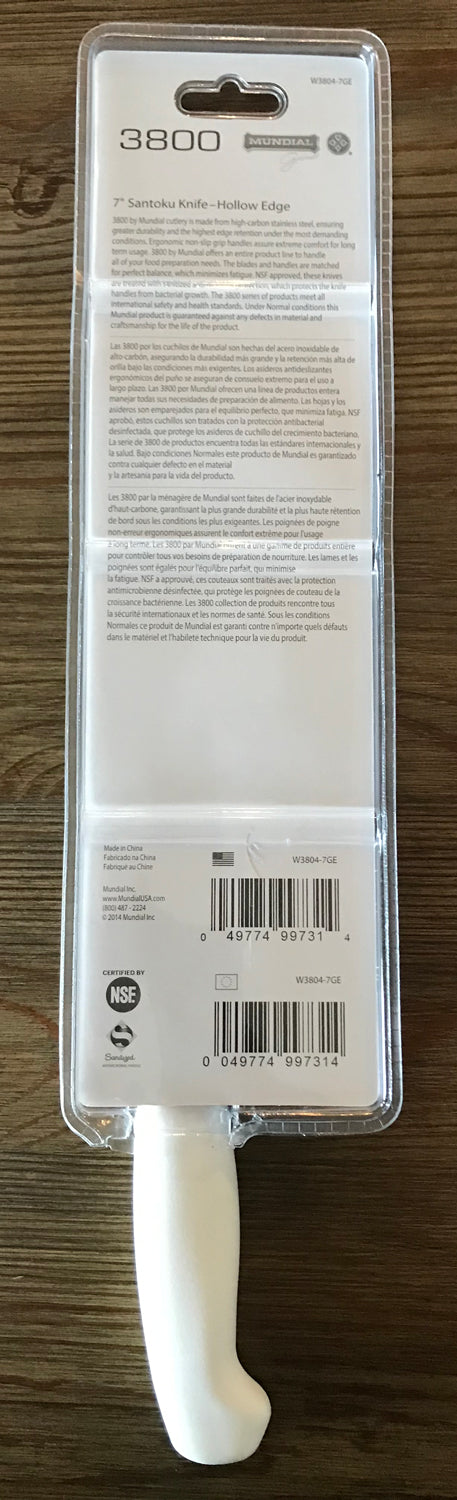 W3804-7GE
3800
MUNDIAL
7" Santoku Knife – Hollow Edge
3800 by Mundial cutlery is made from high-carbon stainless steel, ensuring
greater durability and the highest edge retention under the most demanding
conditions. Ergonomic non-slip grip handles assure extreme comfort for long
term usage. 3800 by Mundial offers an entire product line to handle
all of your food preparation needs. The blades and handles are matched
for perfect balance, which minimizes fatigue. NSF approved, these knives
are treated with which protects the knife
handles from bacterial growth. The 3800 series of products meet all
international safety and health standards. Under Normal conditions this
Mundial product is guaranteed against any defects in material and
craftsmanship for the life of the product.
Las 3800 por los cuchilos de Mundial son hechas del acero inoxidable de
alto-carbón, asegurando la durabilidad más grande y la retención más alta de
orilla bajo las condiciones más exigentes. Los asideros antideslizantes
ergonómicos del puño se aseguran de consuelo extremo para el uso a
largo plazo. Las 3800 por Mundial ofrecen una línea de productos entera
manejar todas sus necesidades de preparación de alimento. Las hojas y los
asideros son emparejados para el equilibrio perfecto, que minimiza fatiga. NSF
aprobó, estos cuchillos son tratados con la protección antibacterial
desinfectada, que protege los asideros de cuchillo del crecimiento bacteriano.
La serie de 3800 de productos encuentra todas las estándares internacionales y
la salud. Bajo condiciones Normales este producto de Mundial es garantizado
contra cualquier defecto en el material
y la artesanía para la vida del producto.
Les 3800 par la ménagère de Mundial sont faites de l'acier inoxydable
d'haut-carbone, garantissant la plus grande durabilité et la plus haute rétention
de bord sous les conditions les plus exigeantes. Les poignées de poigne
non-erreur ergonomiques assurent le confort extrême pour l'usage
à long terme. Les 3800 par Mundial offrent à une gamme de produits entière
pour contrôler tous vos besoins de préparation de nourriture. Les lames et les
poignées sont égalés pour l'équilibre parfait, qui minimise
la fatigue. NSF a approuvé, ces couteaux sont traités avec la protection
antimicrobienne désinfectée, qui protège les poignées de couteau de la
croissance bactérienne. Les 3800 collection de produits rencontre tous
la sécurité internationaux et les normes de santé. Sous les conditions
Normales ce produit de Mundial est garanti contre n'importe quels défauts
dans le matériel et l'habileté technique pour la vie du produit.
Made in China
Fabricado na China
Fabriqué au Chine
W3804-7GE
Mundial Inc.
www.MundialUSA.com
(800) 487 - 2224
© 2014 Mundial Inc
0 49774 99731 4
CERTIFIED BY
NSF
W3804-7GE
Sanitized
0 049774 997314